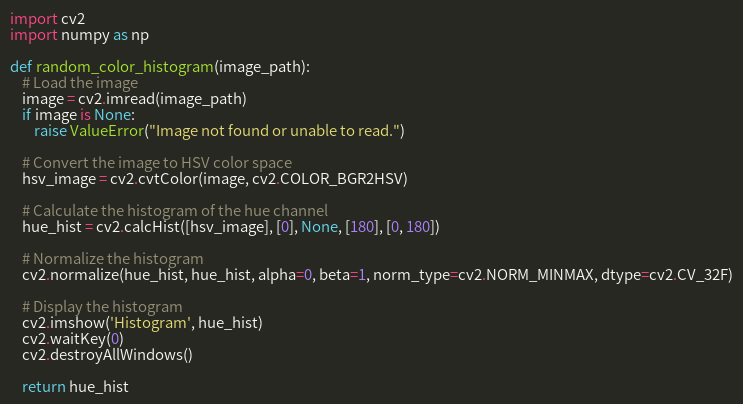 import cv2
import numpy as np

def random_color_histogram(image_path):
    # Load the image
    image = cv2.imread(image_path)
    if image is None:
        raise ValueError("Image not found or unable to read.")

    # Convert the image to HSV color space
    hsv_image = cv2.cvtColor(image, cv2.COLOR_BGR2HSV)

    # Calculate the histogram of the hue channel
    hue_hist = cv2.calcHist([hsv_image], [0], None, [180], [0, 180])

    # Normalize the histogram
    cv2.normalize(hue_hist, hue_hist, alpha=0, beta=1, norm_type=cv2.NORM_MINMAX, dtype=cv2.CV_32F)

    # Display the histogram
    cv2.imshow('Histogram', hue_hist)
    cv2.waitKey(0)
    cv2.destroyAllWindows()

    return hue_hist